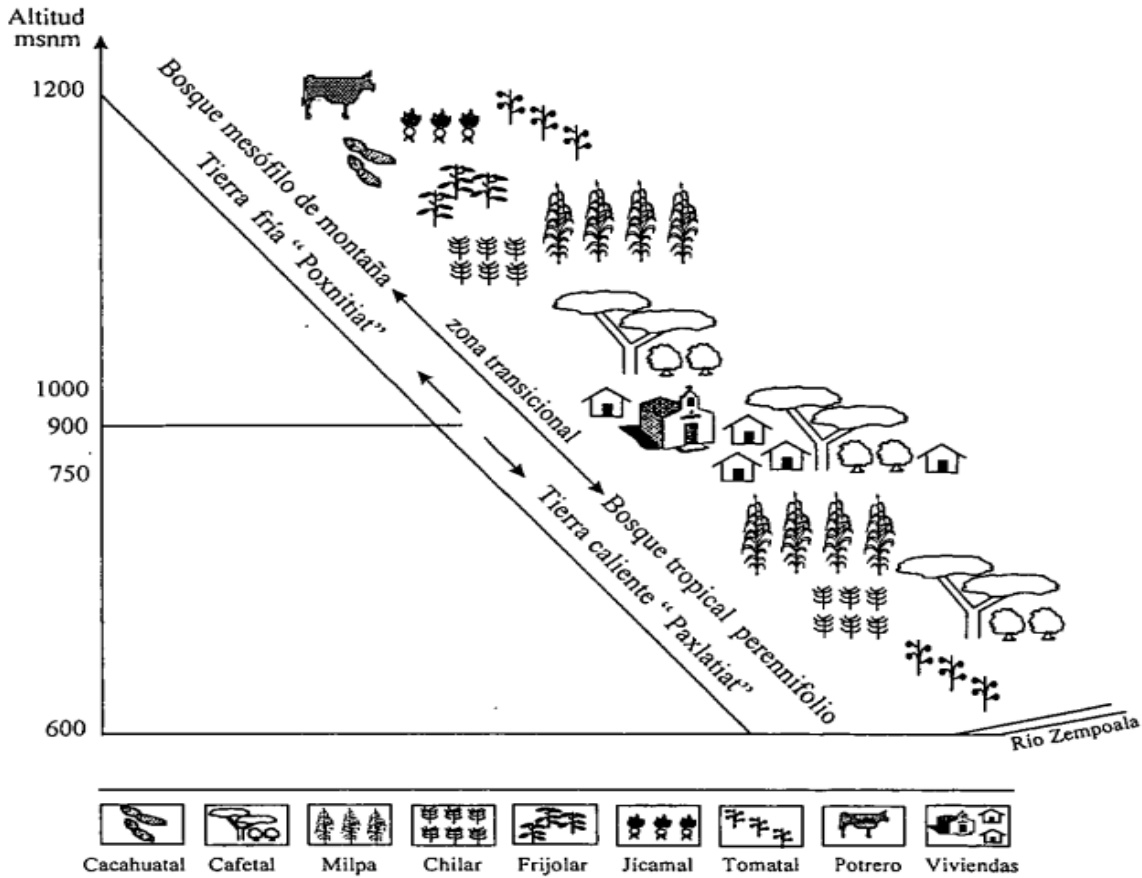 Altitud
msnm
1200
Bosque mesófilo de montaña
Tierra fría "Poxnitiat"
zona transicional
1000
900
750
Tierra caliente "Paxlatiat"
Bosque tropical perennifolio
600
Río Zempoala
Cacahuatal Cafetal Milpa Chilar Frijolar Jicamal Tomatal Potrero Viviendas